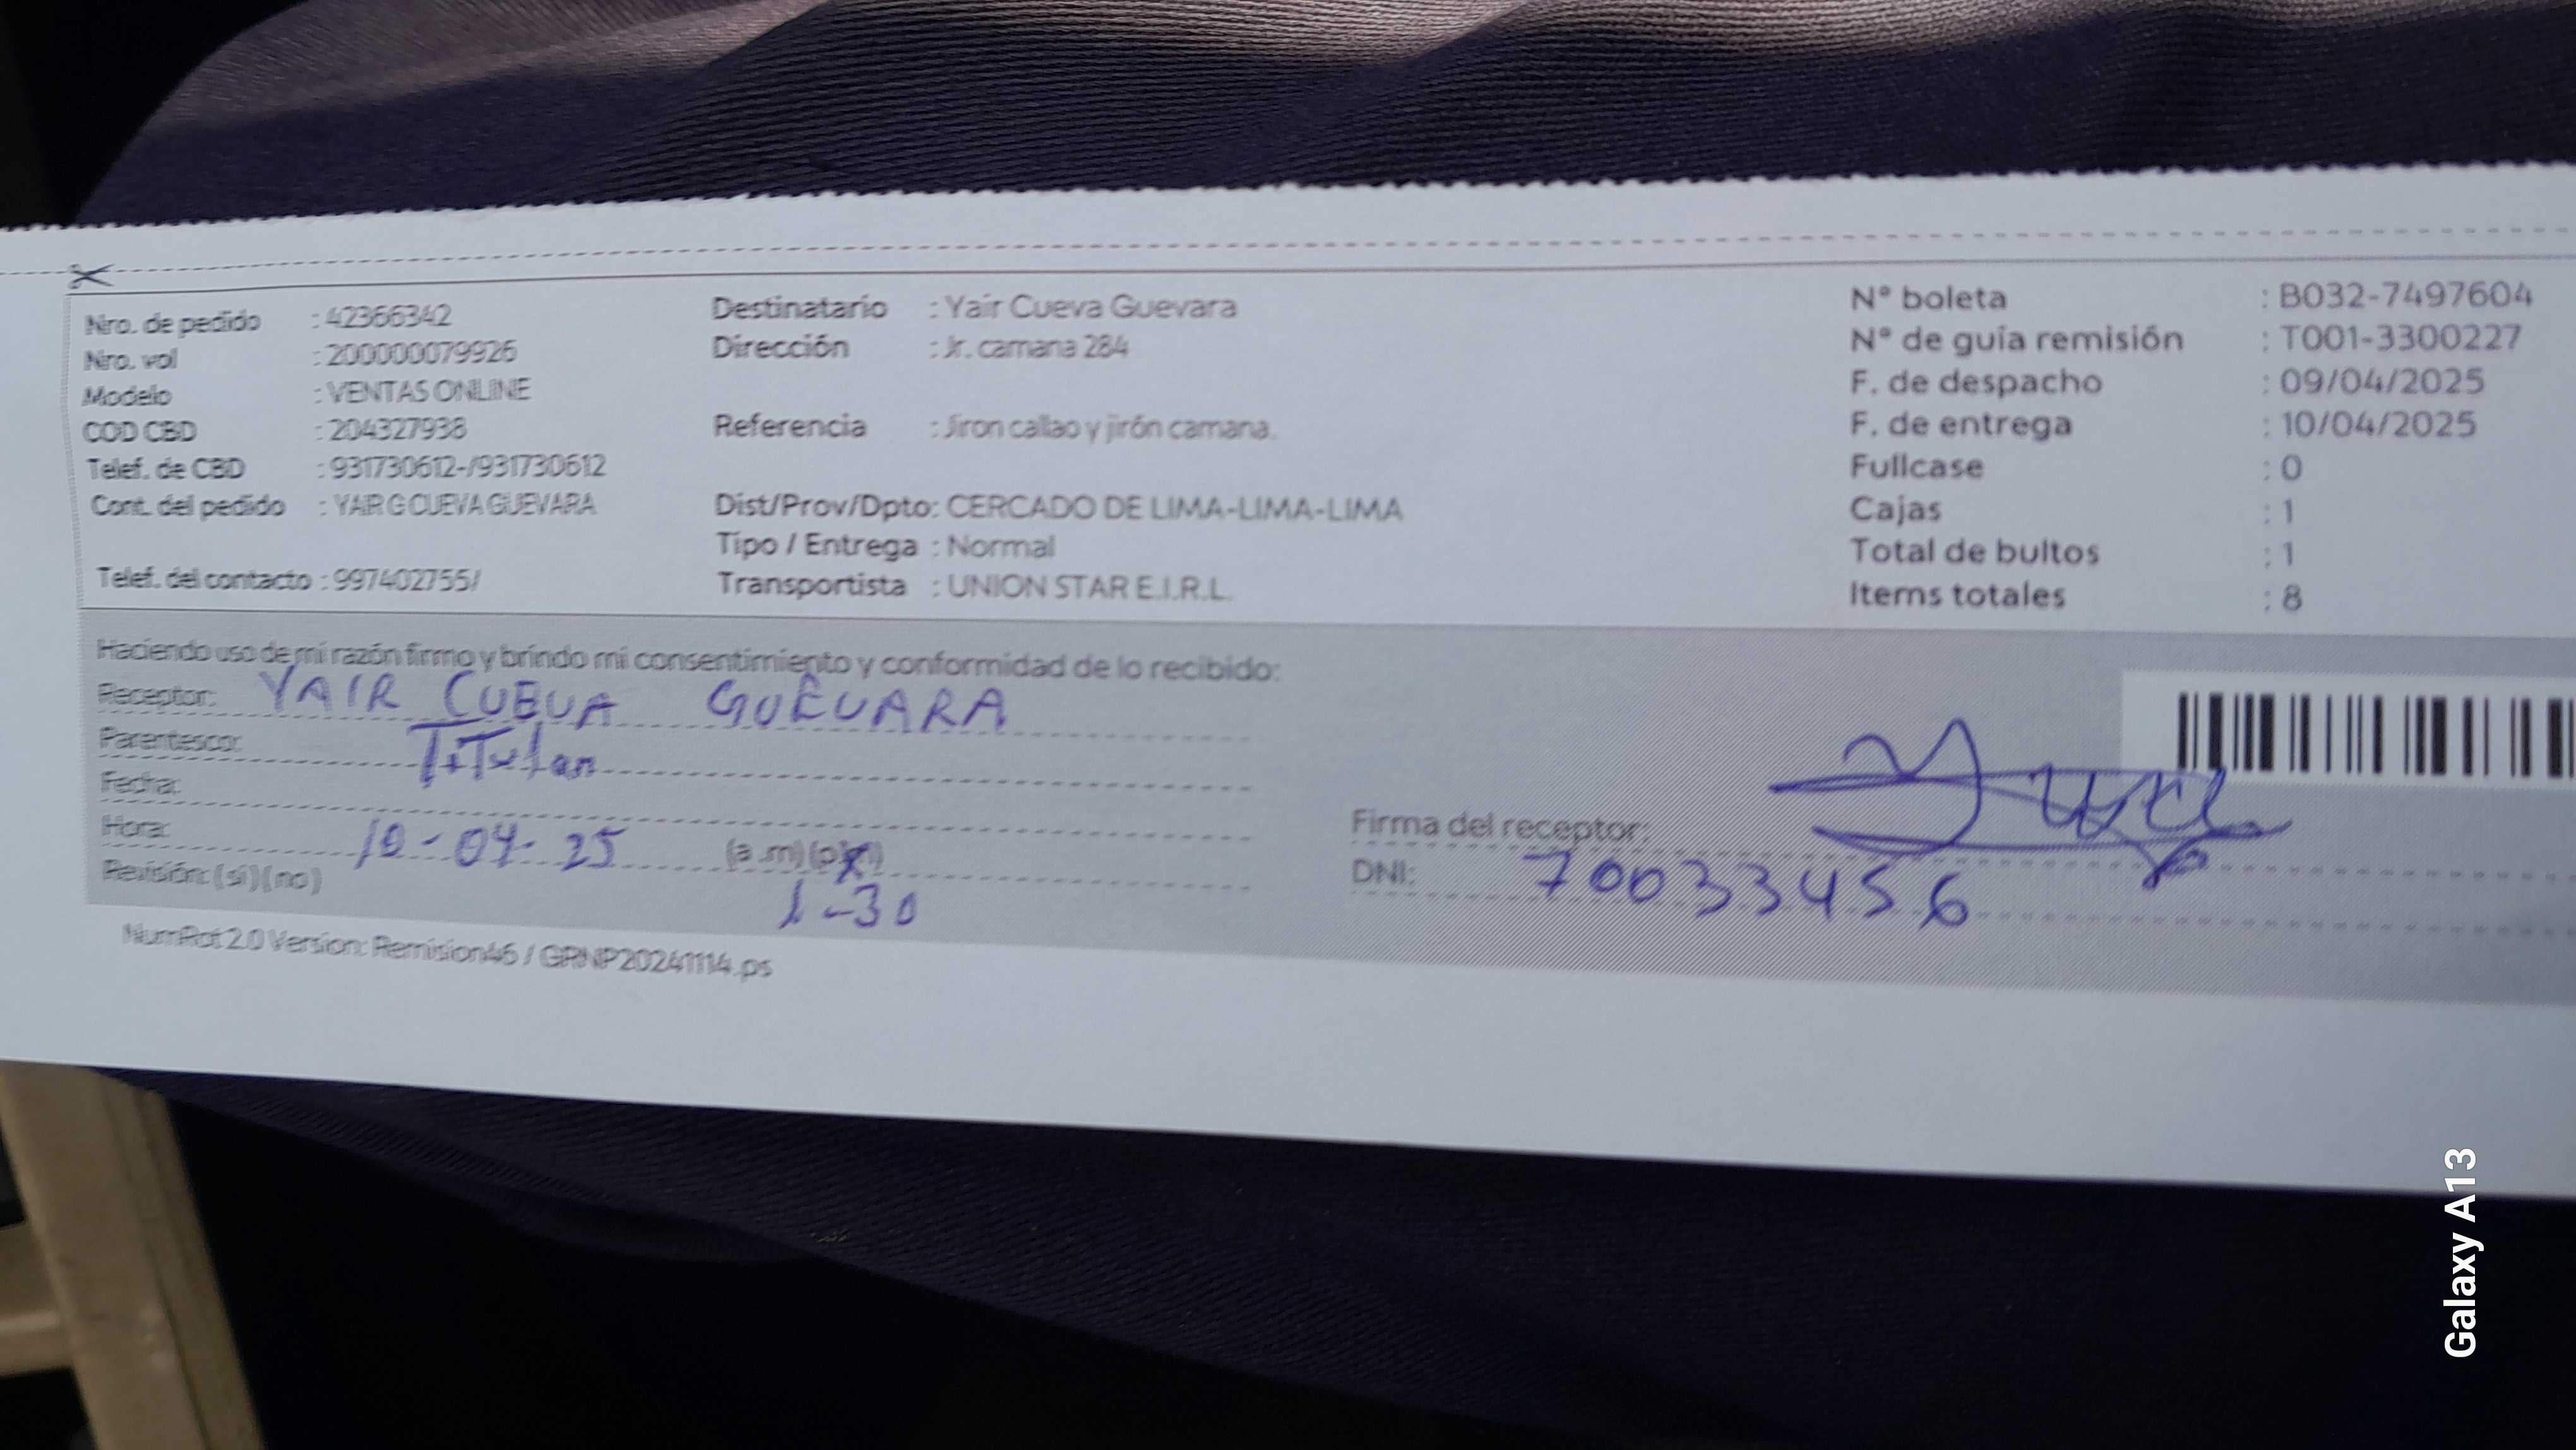 Nro. de pedido : 42366342
Nro. vol : 200000079926
Modelo : VENTAS ONLINE
COD CBD : 204327938
Telef. de CBD : 931730612-/931730612
Cont. del pedido : YAIR G CUEVA GUEVARA
Telef. del contacto : 997402755/
Destinatario : Yair Cueva Guevara
Dirección : Jr. camana 284
Referencia : Jiron callao y jirón camana.
Dist/Prov/Dpto: CERCADO DE LIMA-LIMA-LIMA
Tipo / Entrega : Normal
Transportista : UNION STAR E.I.R.L.
N° boleta : B032-7497604
N° de guía remisión : T001-3300227
F. de despacho : 09/04/2025
F. de entrega : 10/04/2025
Fullcase : 0
Cajas : 1
Total de bultos : 1
Items totales : 8
Haciendo uso de mi razón firmo y brindo mi consentimiento y conformidad de lo recibido:
Receptor: YAIR CUEVA GUEVARA
Parentesco: Titular
Fecha:
Hora: 10-04-25 (a.m) (p.m)
Revisión: (si) (no) 1-30
Firma del receptor:
DNI: 70033456
NumRot 2.0 Version: Remision46 / GRNP20241114.ps
Galaxy A13